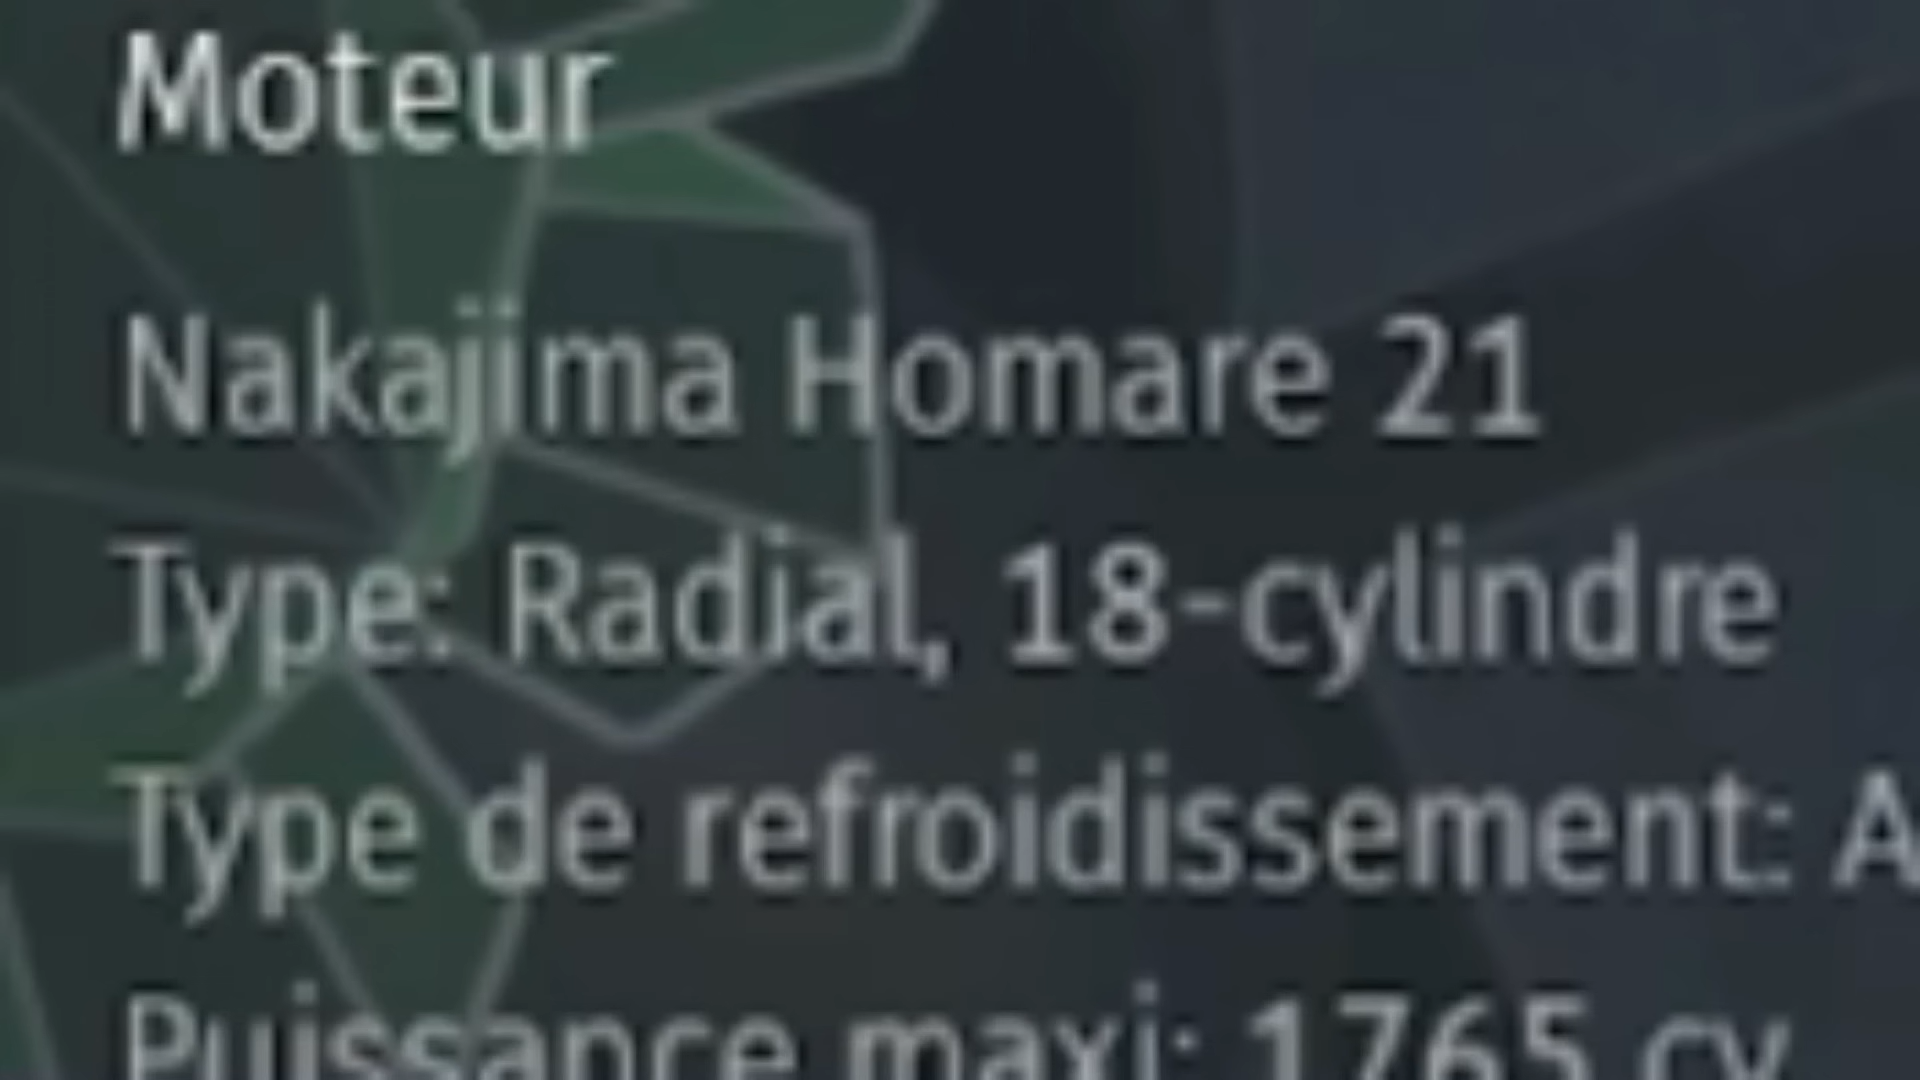 Moteur
Nakajima Homare 21
Type: Radial, 18-cylindre
Type de refroidissement: A
Puissance maxi: 1765 cv